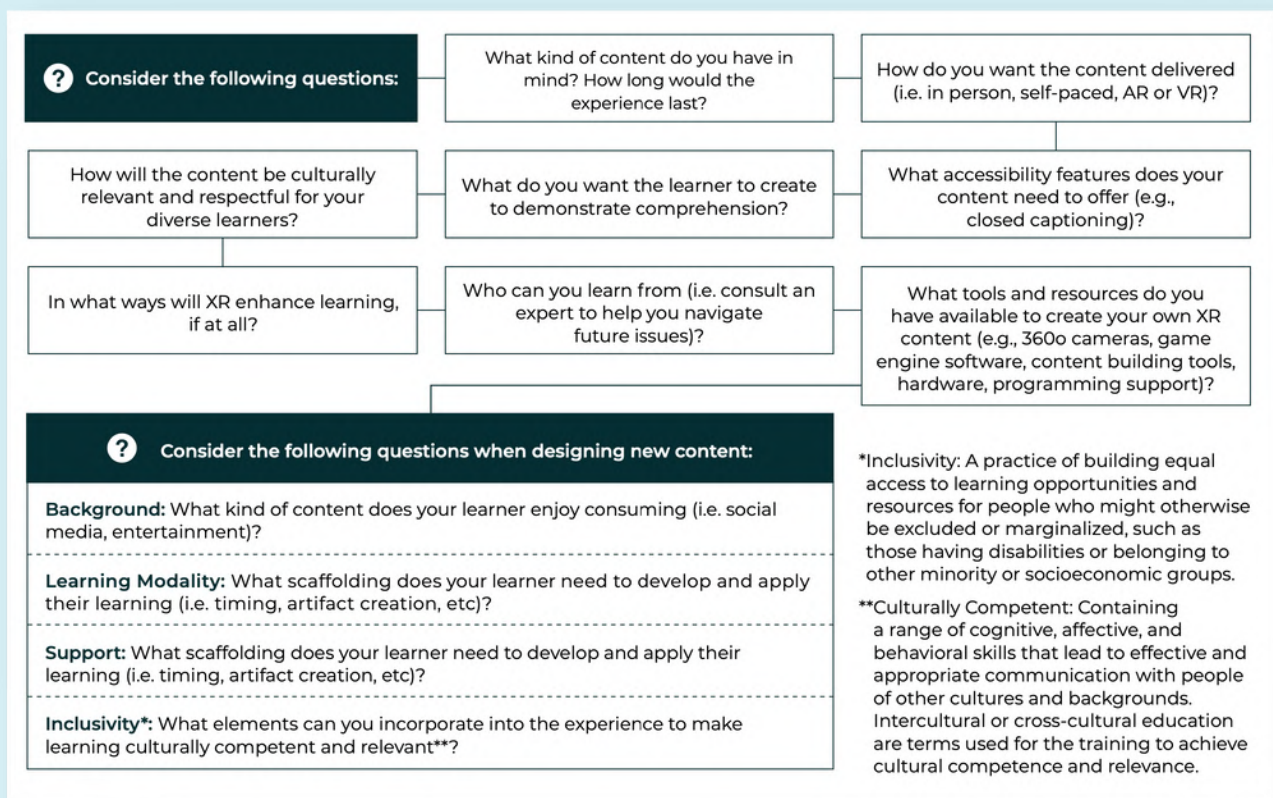 ? Consider the following questions:
What kind of content do you have in
mind? How long would the
experience last?
How do you want the content delivered
(i.e. in person, self-paced, AR or VR)?
What accessibility features does your
content need to offer (e.g.,
closed captioning)?
What do you want the learner to create
to demonstrate comprehension?
How will the content be culturally
relevant and respectful for your
diverse learners?
In what ways will XR enhance learning,
if at all?
Who can you learn from (i.e. consult an
expert to help you navigate
future issues)?
What tools and resources do you
have available to create your own XR
content (e.g., 360o cameras, game
engine software, content building tools,
hardware, programming support)?
? Consider the following questions when designing new content:
Background: What kind of content does your learner enjoy consuming (i.e. social
media, entertainment)?
Learning Modality: What scaffolding does your learner need to develop and apply
their learning (i.e. timing, artifact creation, etc)?
Support: What scaffolding does your learner need to develop and apply their
learning (i.e. timing, artifact creation, etc)?
Inclusivity*: What elements can you incorporate into the experience to make
learning culturally competent and relevant**?
*Inclusivity: A practice of building equal
access to learning opportunities and
resources for people who might otherwise
be excluded or marginalized, such as
those having disabilities or belonging to
other minority or socioeconomic groups.
**Culturally Competent: Containing
a range of cognitive, affective, and
behavioral skills that lead to effective and
appropriate communication with people
of other cultures and backgrounds.
Intercultural or cross-cultural education
are terms used for the training to achieve
cultural competence and relevance.